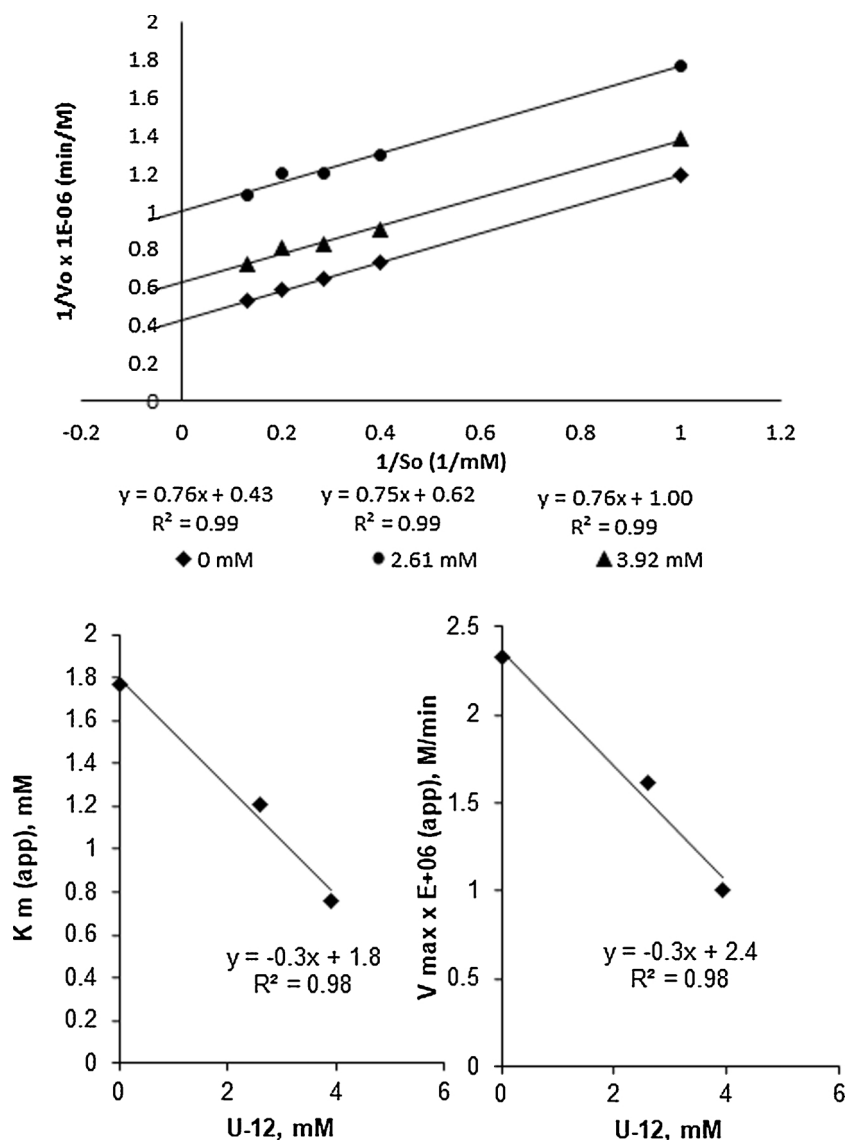 2
1.8
1.6
1.4
1.2
1
0.8
0.6
0.4
0.2
0
1/Vo x 1E-06 (min/M)
-0.2 0 0.2 0.4 0.6 0.8 1 1.2
1/So (1/mM)
y = 0.76x + 0.43 y = 0.75x + 0.62 y = 0.76x + 1.00
R² = 0.99 R² = 0.99 R² = 0.99
0 mM 2.61 mM 3.92 mM
2
1.8
1.6
1.4
1.2
1
0.8
0.6
0.4
0.2
0
K m (app), mM
y = -0.3x + 1.8
R² = 0.98
0 2 4 6
U-12, mM
2.5
2
1.5
1
0.5
0
V max x E+06 (app), M/min
y = -0.3x + 2.4
R² = 0.98
0 2 4 6
U-12, mM